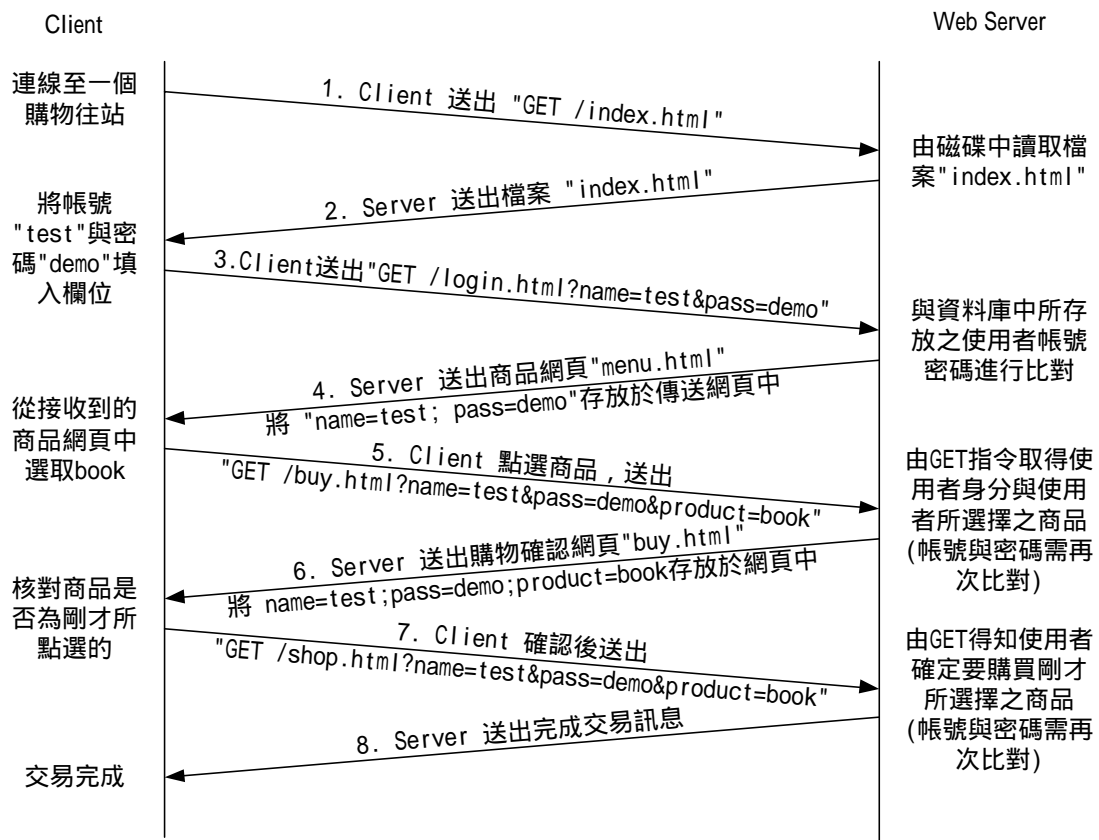 Client
Web Server
連線至一個
購物往站
1. Client 送出 "GET /index.html"
由磁碟中讀取檔
案"index.html"
2. Server 送出檔案 "index.html"
將帳號
"test"與密
碼"demo"填
入欄位
3.Client送出"GET /login.html?name=test&pass=demo"
與資料庫中所存
放之使用者帳號
密碼進行比對
4. Server 送出商品網頁"menu.html"
將 "name=test; pass=demo"存放於傳送網頁中
從接收到的
商品網頁中
選取book
5. Client 點選商品，送出
"GET /buy.html?name=test&pass=demo&product=book"
由GET指令取得使
用者身分與使用
者所選擇之商品
(帳號與密碼需再
次比對)
6. Server 送出購物確認網頁"buy.html"
將 name=test;pass=demo;product=book存放於網頁中
核對商品是
否為剛才所
點選的
7. Client 確認後送出
"GET /shop.html?name=test&pass=demo&product=book"
由GET得知使用者
確定要購買剛才
所選擇之商品
(帳號與密碼需再
次比對)
8. Server 送出完成交易訊息
交易完成